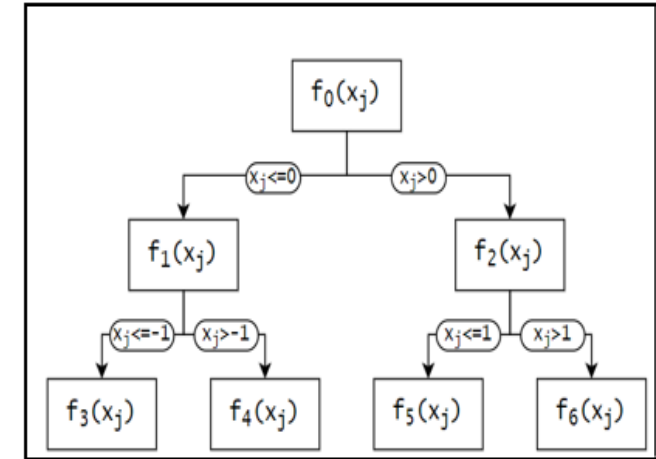 f₀(xⱼ)
xⱼ<=0 xⱼ>0
f₁(xⱼ) f₂(xⱼ)
xⱼ<=-1 xⱼ>-1 xⱼ<=1 xⱼ>1
f₃(xⱼ) f₄(xⱼ) f₅(xⱼ) f₆(xⱼ)